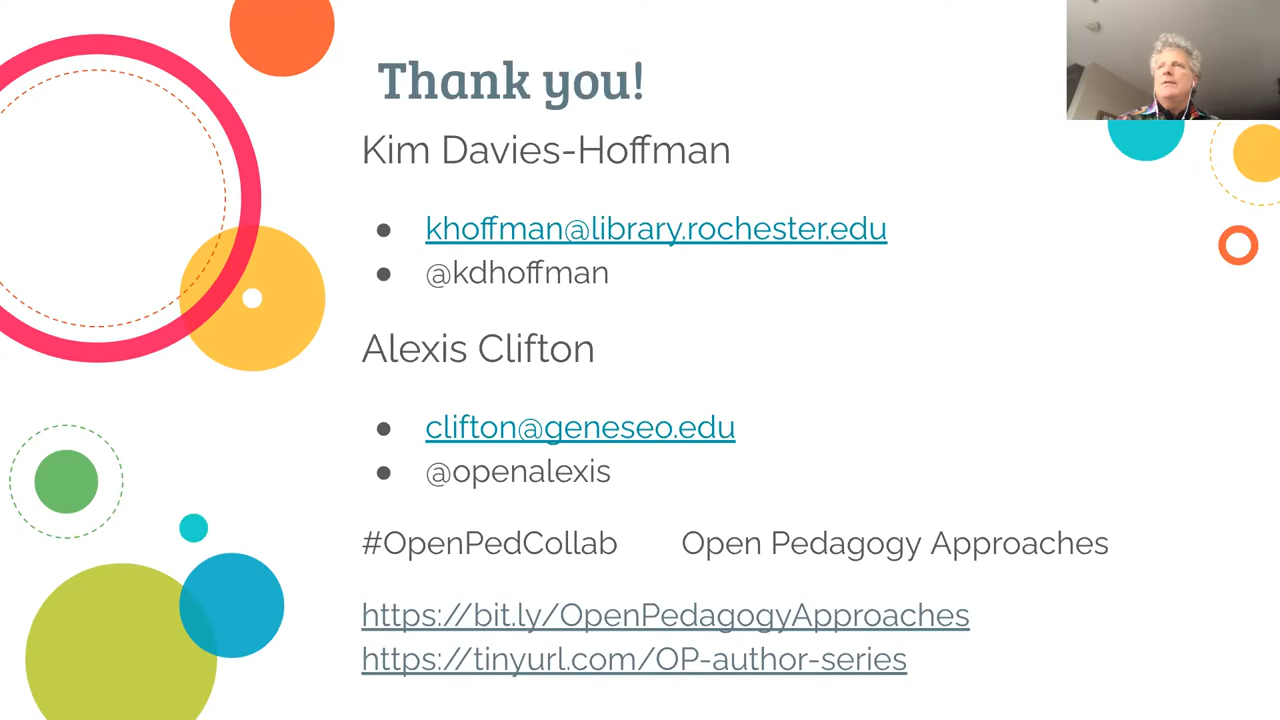 Thank you!
Kim Davies-Hoffman
● khoffman@library.rochester.edu
● @kdhoffman
Alexis Clifton
● clifton@geneseo.edu
● @openalexis
#OpenPedCollab Open Pedagogy Approaches
https://bit.ly/OpenPedagogyApproaches
https://tinyurl.com/OP-author-series